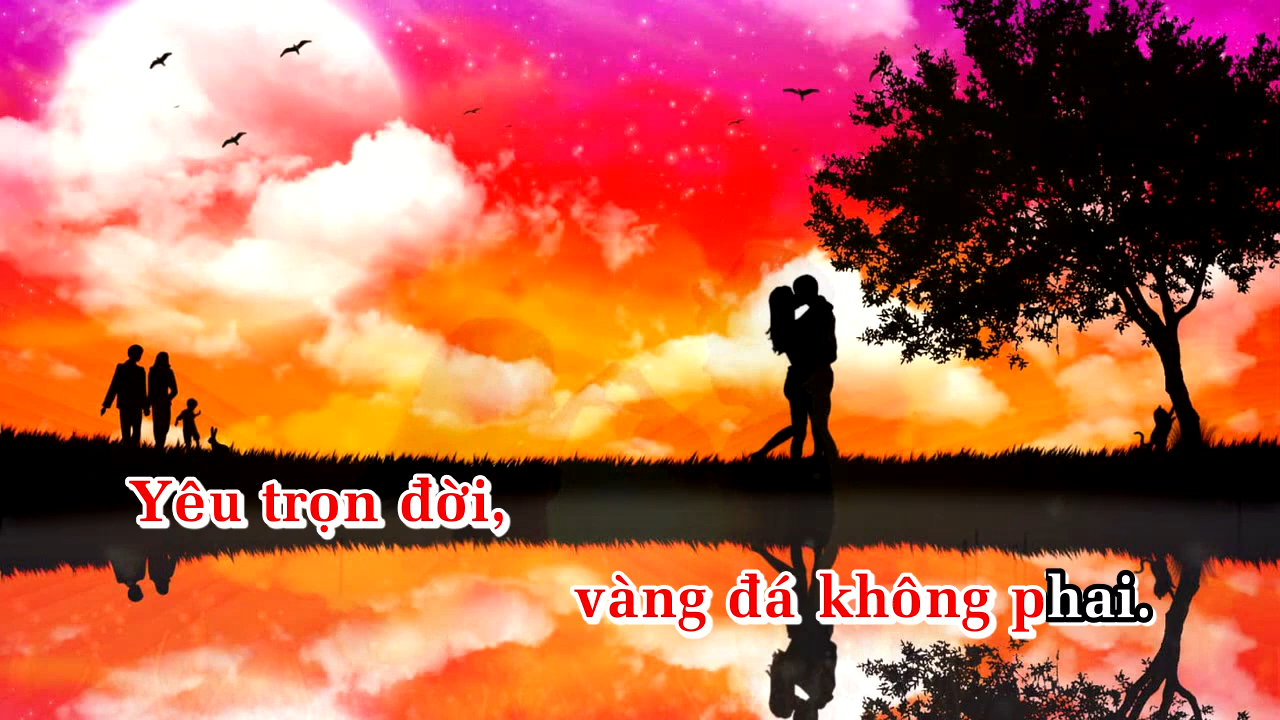 Yêu trọn đời,
vàng đá không phai.